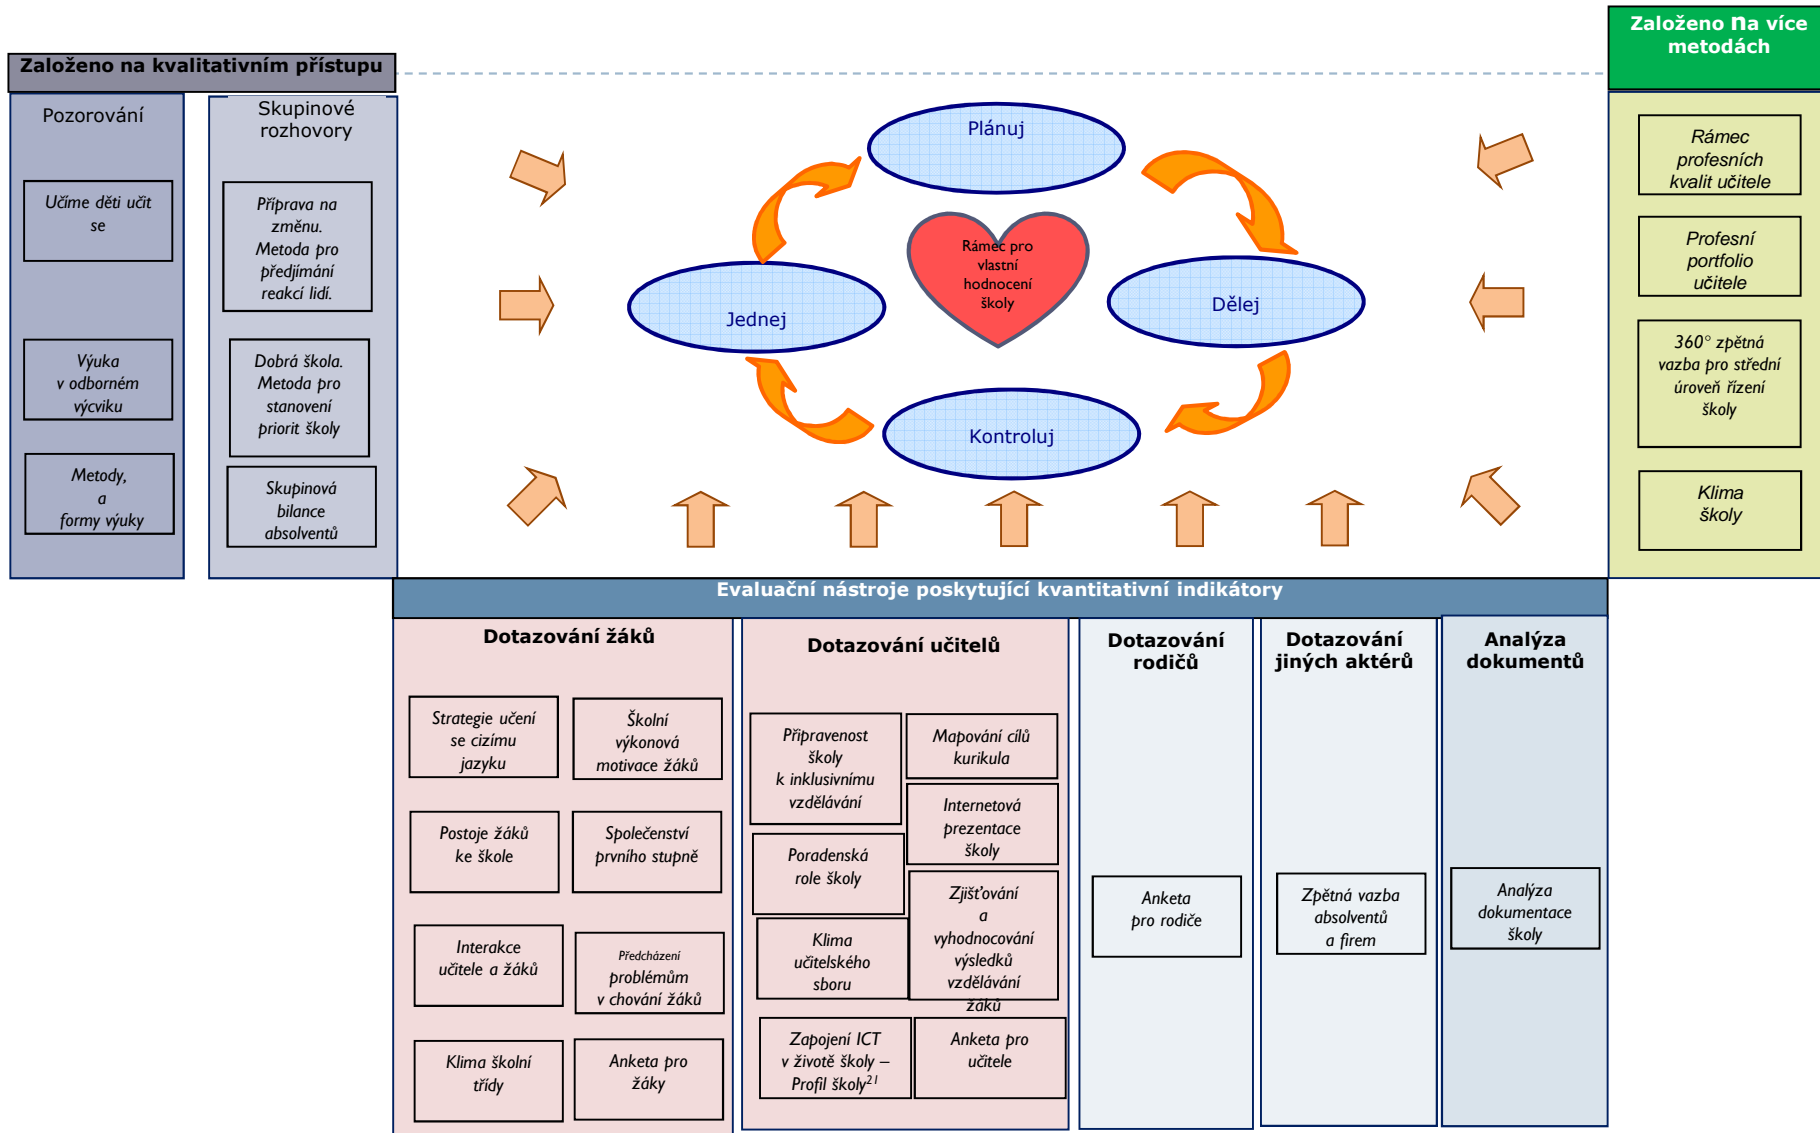 Založeno na kvalitativním přístupu
Pozorování
Učíme děti učit
se
Výuka
v odborném
výcviku
Metody,
a
formy výuky
Skupinové
rozhovory
Příprava na
změnu.
Metoda pro
předjímání
reakcí lidí.
Dobrá škola.
Metoda pro
stanovení
priorit školy
Skupinová
bilance
absolventů
Plánuj
Rámec pro
vlastní
hodnocení
školy
Jednej
Dělej
Kontroluj
Založeno na více
metodách
Rámec
profesních
kvalit učitele
Profesní
portfolio
učitele
360° zpětná
vazba pro střední
úroveň řízení
školy
Klima
školy
Evaluační nástroje poskytující kvantitativní indikátory
Dotazování žáků
Strategie učení
se cizímu
jazyku
Školní
výkonová
motivace žáků
Postoje žáků
ke škole
Společenství
prvního stupně
Interakce
učitele a žáků
Předcházení
problémům
v chování žáků
Klima školní
třídy
Anketa pro
žáky
Dotazování učitelů
Připravenost
školy
k inklusivnímu
vzdělávání
Mapování cílů
kurikula
Internetová
prezentace
školy
Poradenská
role školy
Zjišťování
a
vyhodnocování
výsledků
vzdělávání
žáků
Klima
učitelského
sboru
Zapojení ICT
v životě školy –
Profil školy21
Anketa pro
učitele
Dotazování
rodičů
Anketa
pro rodiče
Dotazování
jiných aktérů
Zpětná vazba
absolventů
a firem
Analýza
dokumentů
Analýza
dokumentace
školy